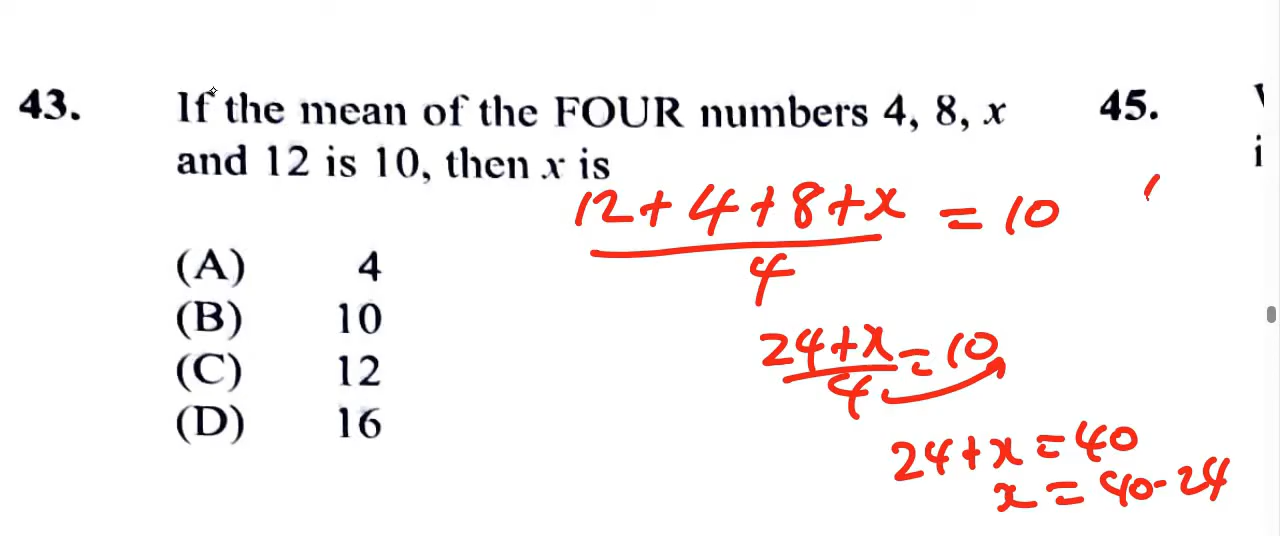 43. If the mean of the FOUR numbers 4, 8, x
and 12 is 10, then x is
(A) 4
(B) 10
(C) 12
(D) 16
12 + 4 + 8 + x = 10
4
24 + x = 10
4
24 + x = 40
x = 40 - 24
45.
i